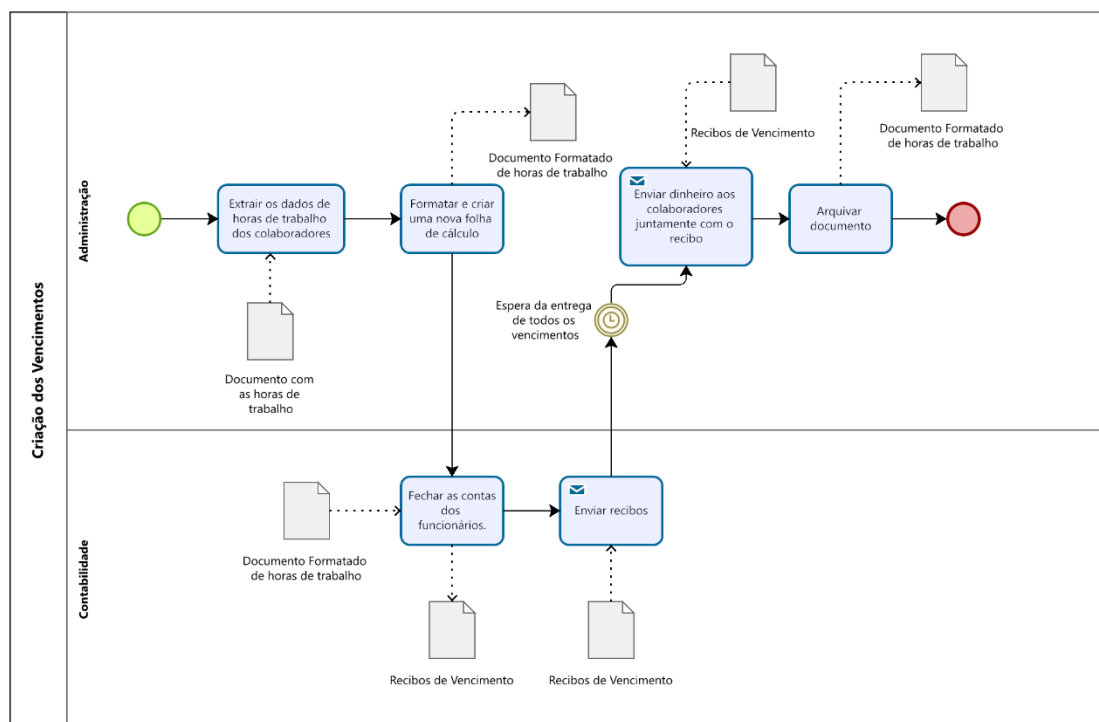 Criação dos Vencimentos
Administração
Extrair os dados de
horas de trabalho
dos colaboradores
Documento com
as horas de
trabalho
Formatar e criar
uma nova folha
de cálculo
Documento Formatado
de horas de trabalho
Espera da entrega
de todos os
vencimentos
Recibos de Vencimento
Enviar dinheiro aos
colaboradores
juntamente com o
recibo
Arquivar
documento
Documento Formatado
de horas de trabalho
Contabilidade
Documento Formatado
de horas de trabalho
Fechar as contas
dos
funcionários.
Recibos de Vencimento
Enviar recibos
Recibos de Vencimento